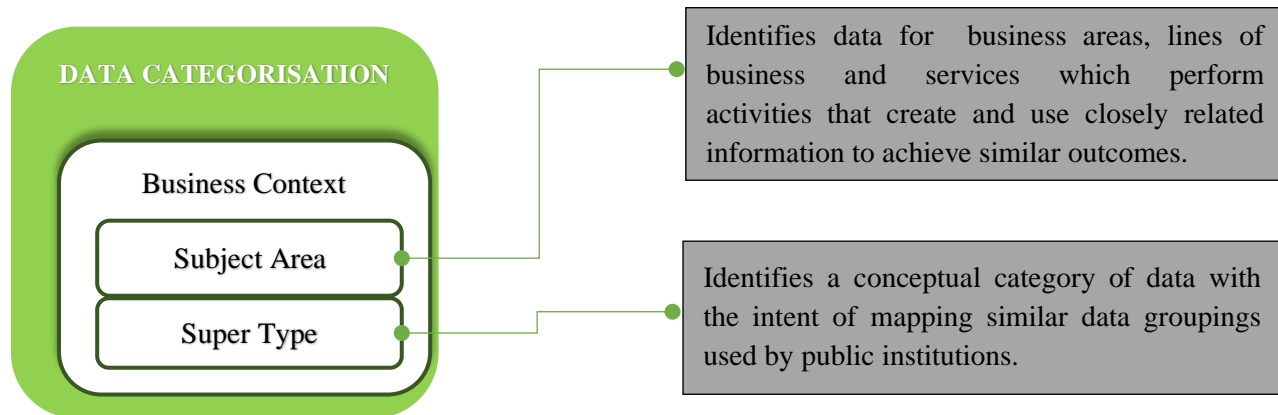 DATA CATEGORISATION
Business Context
Subject Area
Super Type
Identifies data for business areas, lines of
business and services which perform
activities that create and use closely related
information to achieve similar outcomes.
Identifies a conceptual category of data with
the intent of mapping similar data groupings
used by public institutions.